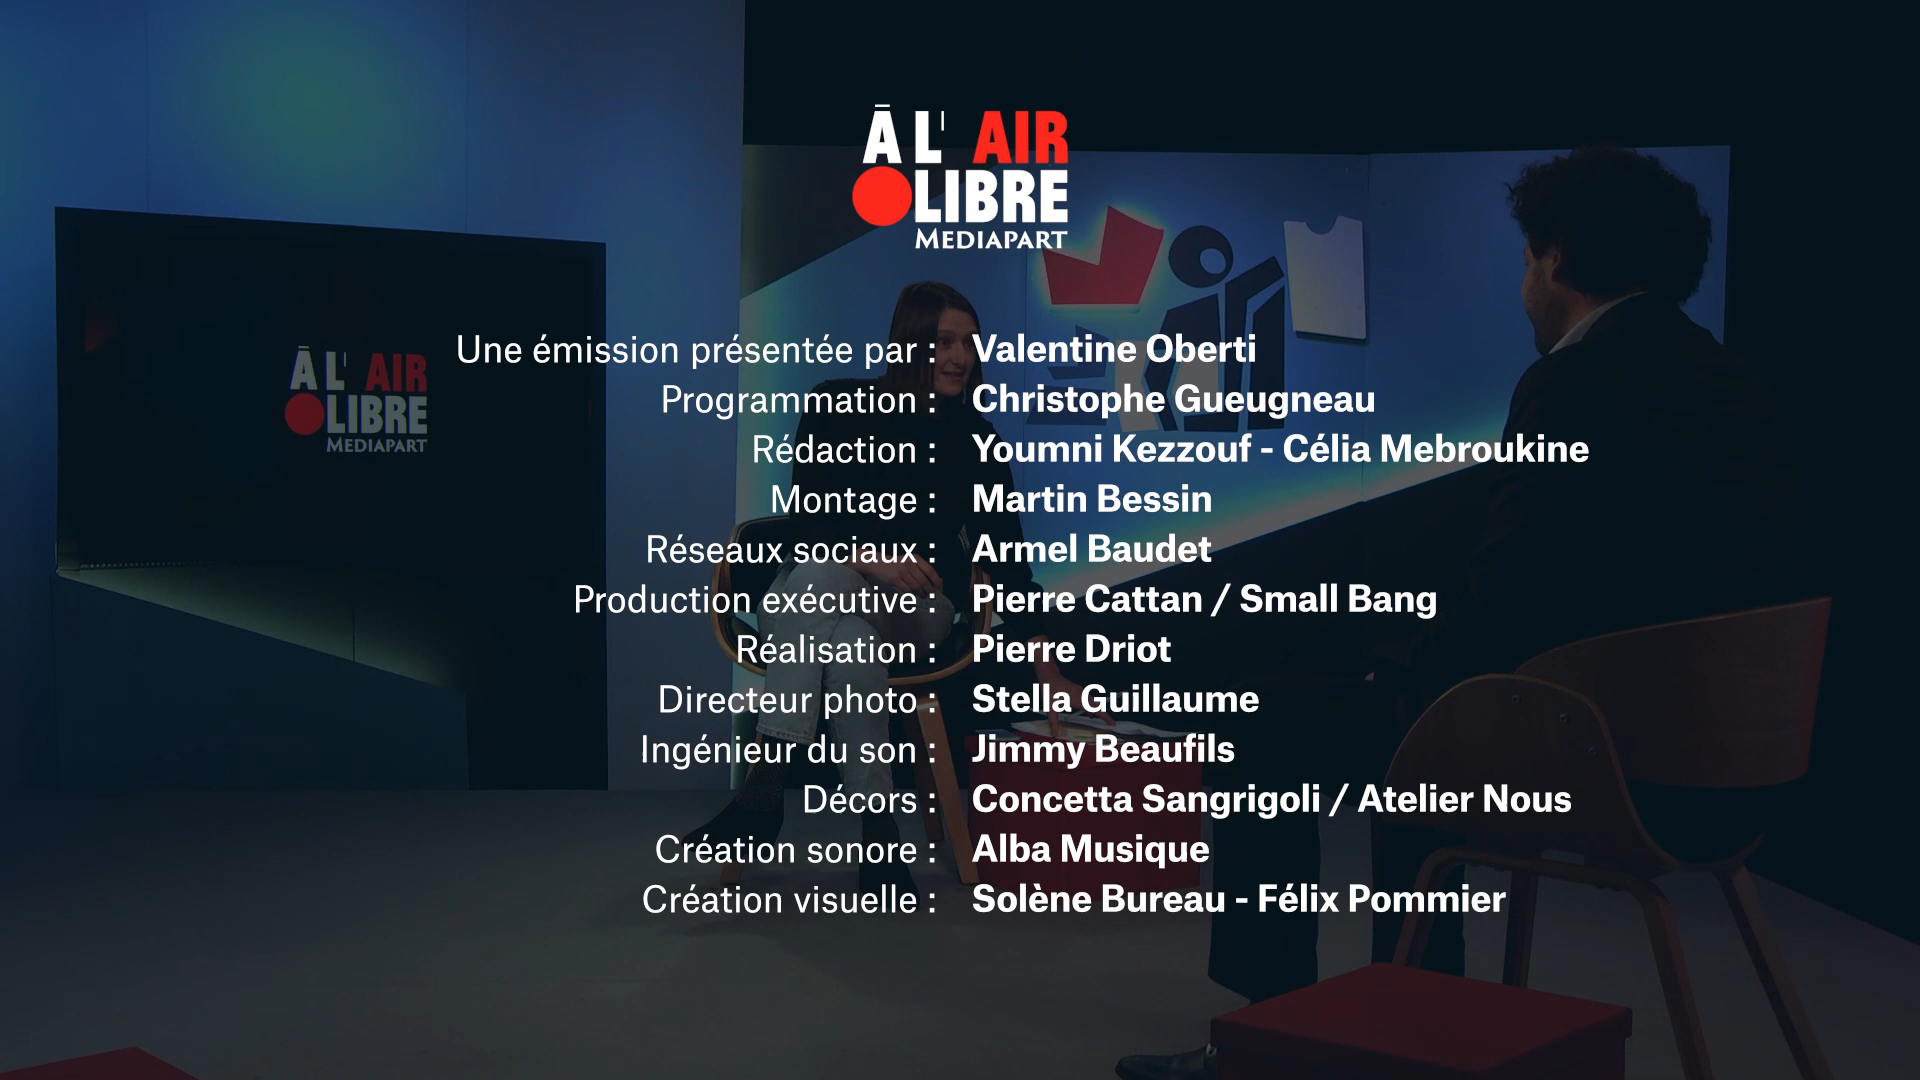 Ā L' AIR
LIBRE
MEDIAPART
Ā L' AIR
LIBRE
MEDIAPART
Une émission présentée par : Valentine Oberti
Programmation : Christophe Gueugneau
Rédaction : Youmni Kezzouf - Célia Mebroukine
Montage : Martin Bessin
Réseaux sociaux : Armel Baudet
Production exécutive : Pierre Cattan / Small Bang
Réalisation : Pierre Driot
Directeur photo : Stella Guillaume
Ingénieur du son : Jimmy Beaufils
Décors : Concetta Sangrigoli / Atelier Nous
Création sonore : Alba Musique
Création visuelle : Solène Bureau - Félix Pommier